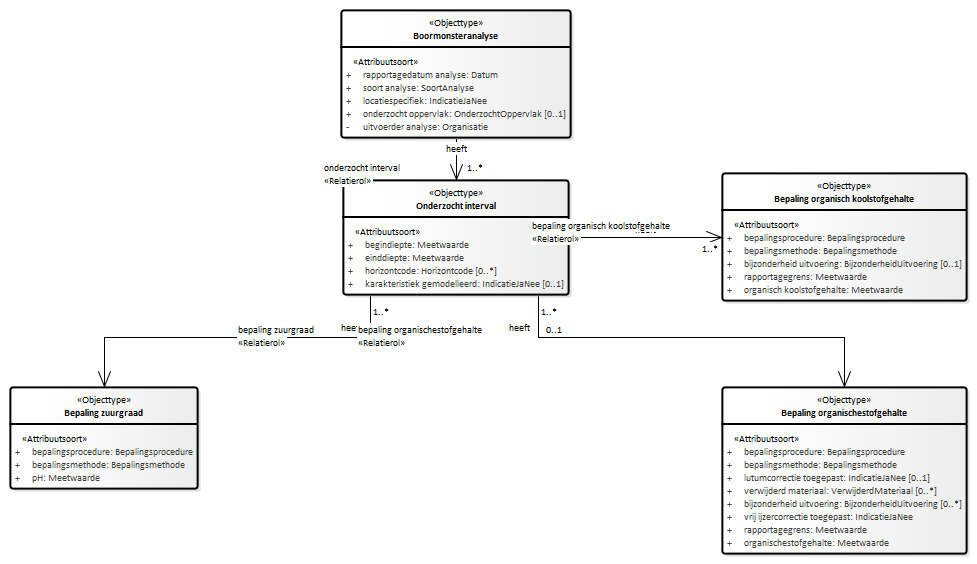 «Objecttype»
Boormonsteranalyse
«Attribuutsoort»
+ rapportagedatum analyse: Datum
+ soort analyse: SoortAnalyse
+ locatiespecifiek: IndicatieJaNee
+ onderzocht oppervlak: OnderzochtOppervlak [0..1]
- uitvoerder analyse: Organisatie
heeft
onderzocht interval
«Relatierol»
1..*
«Objecttype»
Onderzocht interval
«Attribuutsoort»
+ begindiepte: Meetwaarde
+ einddiepte: Meetwaarde
+ horizontcode: Horizontcode [0..*]
+ karakteristiek gemodelleerd: IndicatieJaNee [0..1]
bepaling organisch koolstofgehalte
«Relatierol»
1..*
«Objecttype»
Bepaling organisch koolstofgehalte
«Attribuutsoort»
+ bepalingsprocedure: Bepalingsprocedure
+ bepalingsmethode: Bepalingsmethode
+ bijzonderheid uitvoering: BijzonderheidUitvoering [0..1]
+ rapportagegrens: Meetwaarde
+ organisch koolstofgehalte: Meetwaarde
1..*
1..*
bepaling zuurgraad
«Relatierol»
bepaling organischestofgehalte
«Relatierol»
heeft
0..1
«Objecttype»
Bepaling zuurgraad
«Attribuutsoort»
+ bepalingsprocedure: Bepalingsprocedure
+ bepalingsmethode: Bepalingsmethode
+ pH: Meetwaarde
«Objecttype»
Bepaling organischestofgehalte
«Attribuutsoort»
+ bepalingsprocedure: Bepalingsprocedure
+ bepalingsmethode: Bepalingsmethode
+ lutumcorrectie toegepast: IndicatieJaNee [0..1]
+ verwijderd materiaal: VerwijderdMateriaal [0..*]
+ bijzonderheid uitvoering: BijzonderheidUitvoering [0..*]
+ vrij ijzercorrectie toegepast: IndicatieJaNee
+ rapportagegrens: Meetwaarde
+ organischestofgehalte: Meetwaarde